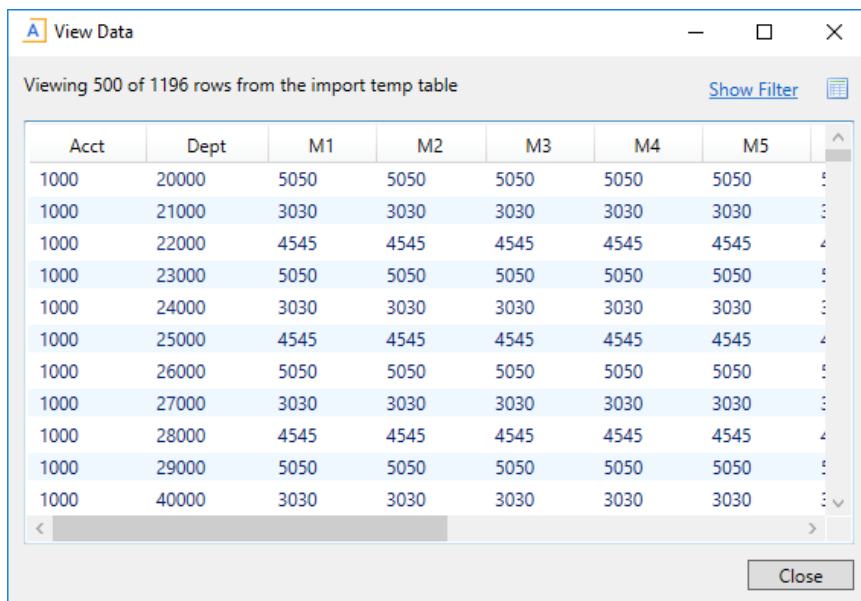 A View Data
Viewing 500 of 1196 rows from the import temp table Show Filter
Acct Dept M1 M2 M3 M4 M5
1000 20000 5050 5050 5050 5050 5050
1000 21000 3030 3030 3030 3030 3030
1000 22000 4545 4545 4545 4545 4545
1000 23000 5050 5050 5050 5050 5050
1000 24000 3030 3030 3030 3030 3030
1000 25000 4545 4545 4545 4545 4545
1000 26000 5050 5050 5050 5050 5050
1000 27000 3030 3030 3030 3030 3030
1000 28000 4545 4545 4545 4545 4545
1000 29000 5050 5050 5050 5050 5050
1000 40000 3030 3030 3030 3030 3030
Close